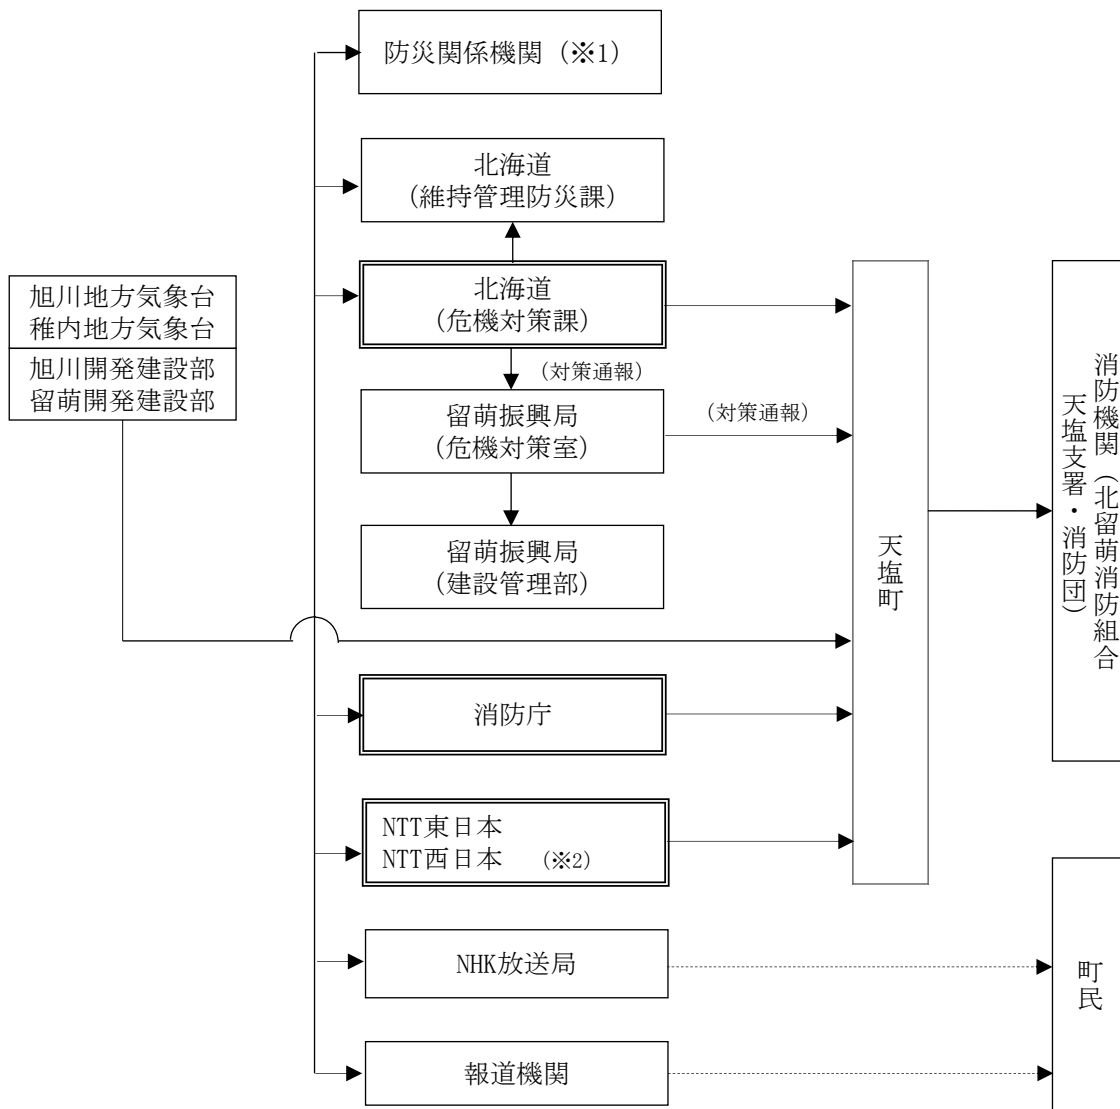 防災関係機関（※1）
北海道
（維持管理防災課）
旭川地方気象台
稚内地方気象台
旭川開発建設部
留萌開発建設部
北海道
（危機対策課）
（対策通報）
留萌振興局
（危機対策室）
（対策通報）
留萌振興局
（建設管理部）
消防庁
NTT東日本
NTT西日本　（※2）
NHK放送局
報道機関
天塩町
消防機関（北留萌消防組合
天塩支署・消防団）
町民